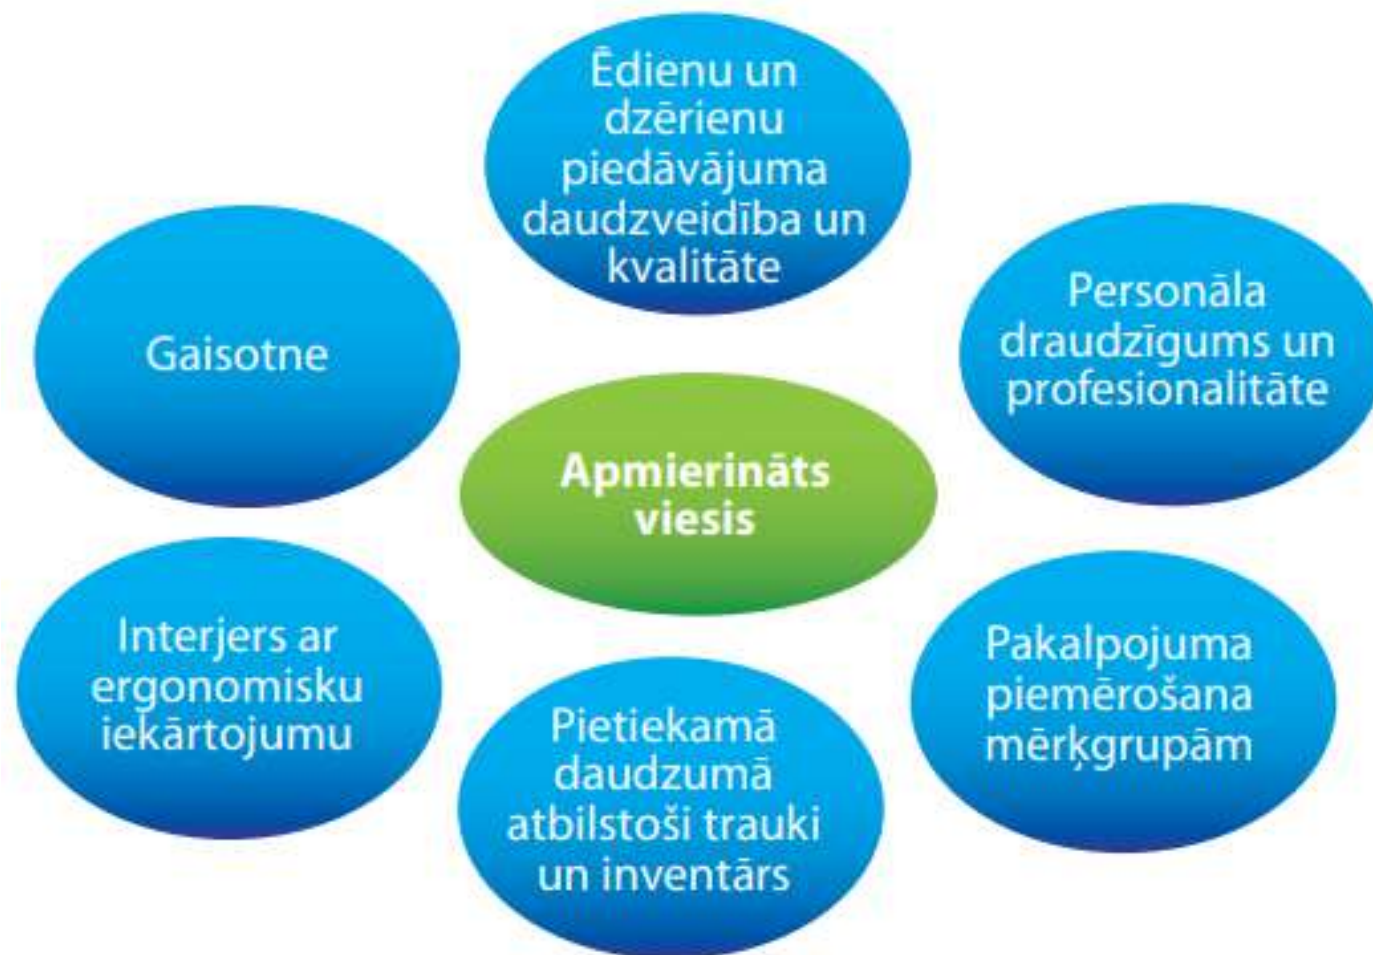 Ēdienu un
dzērienu
piedāvājuma
daudzveidība un
kvalitāte
Personāla
draudzīgums un
profesionalitāte
Gaisotne
Apmierināts
viesis
Interjers ar
ergonomisku
iekārtojumu
Pietiekamā
daudzumā
atbilstoši trauki
un inventārs
Pakalpojuma
piemērošana
mērķgrupām